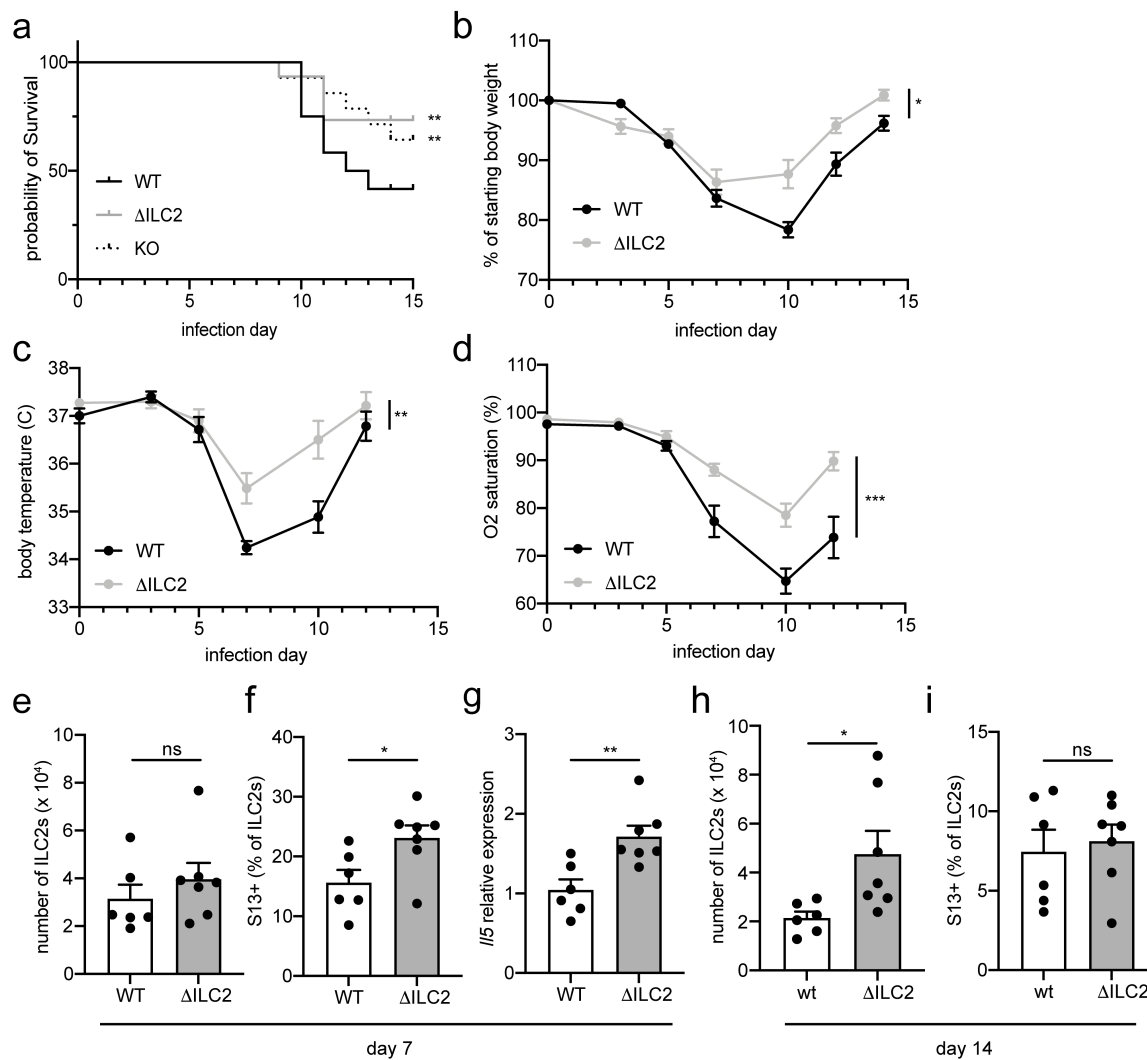 a
probability of Survival
100
50
0
WT
ΔILC2
KO
**
**
0 5 10 15
infection day
b
% of starting body weight
110
100
90
80
70
WT
ΔILC2
*
0 5 10 15
infection day
c
body temperature (C)
38
37
36
35
34
33
WT
ΔILC2
**
0 5 10 15
infection day
d
O2 saturation (%)
110
100
90
80
70
60
WT
ΔILC2
***
0 5 10 15
infection day
e
number of ILC2s (x 10⁴)
10
8
6
4
2
0
ns
WT ΔILC2
f
S13+ (% of ILC2s)
40
30
20
10
0
*
WT ΔILC2
g
Il5 relative expression
3
2
1
0
**
WT ΔILC2
day 7
h
number of ILC2s (x 10⁴)
10
8
6
4
2
0
*
wt ΔILC2
i
S13+ (% of ILC2s)
15
10
5
0
ns
wt ΔILC2
day 14